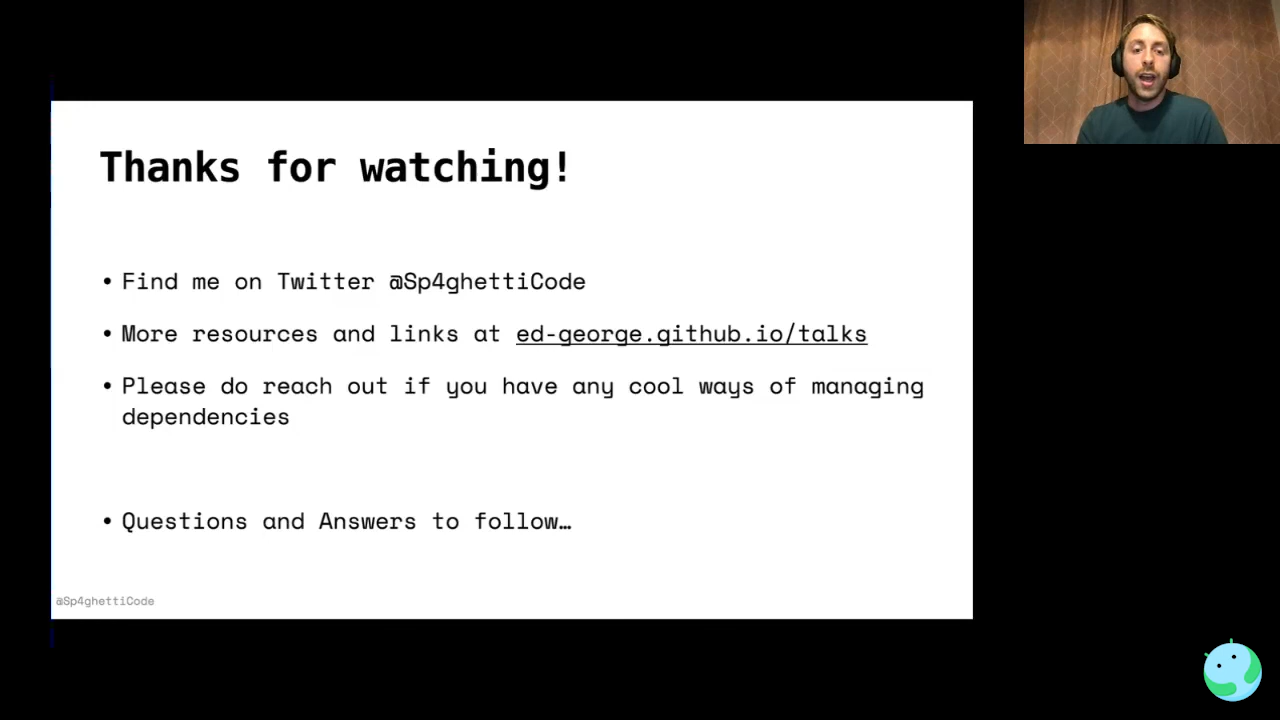 Thanks for watching!
• Find me on Twitter @Sp4ghettiCode
• More resources and links at ed-george.github.io/talks
• Please do reach out if you have any cool ways of managing
dependencies
• Questions and Answers to follow…
@Sp4ghettiCode